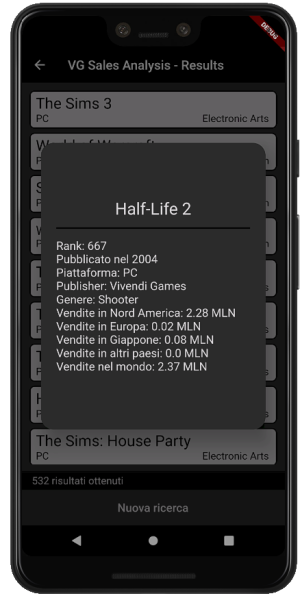 DEBUG
VG Sales Analysis - Results
The Sims 3
PC
Electronic Arts
Half-Life 2
Rank: 667
Pubblicato nel 2004
Piattaforma: PC
Publisher: Vivendi Games
Genere: Shooter
Vendite in Nord America: 2.28 MLN
Vendite in Europa: 0.02 MLN
Vendite in Giappone: 0.08 MLN
Vendite in altri paesi: 0.0 MLN
Vendite nel mondo: 2.37 MLN
The Sims: House Party
PC
Electronic Arts
532 risultati ottenuti
Nuova ricerca